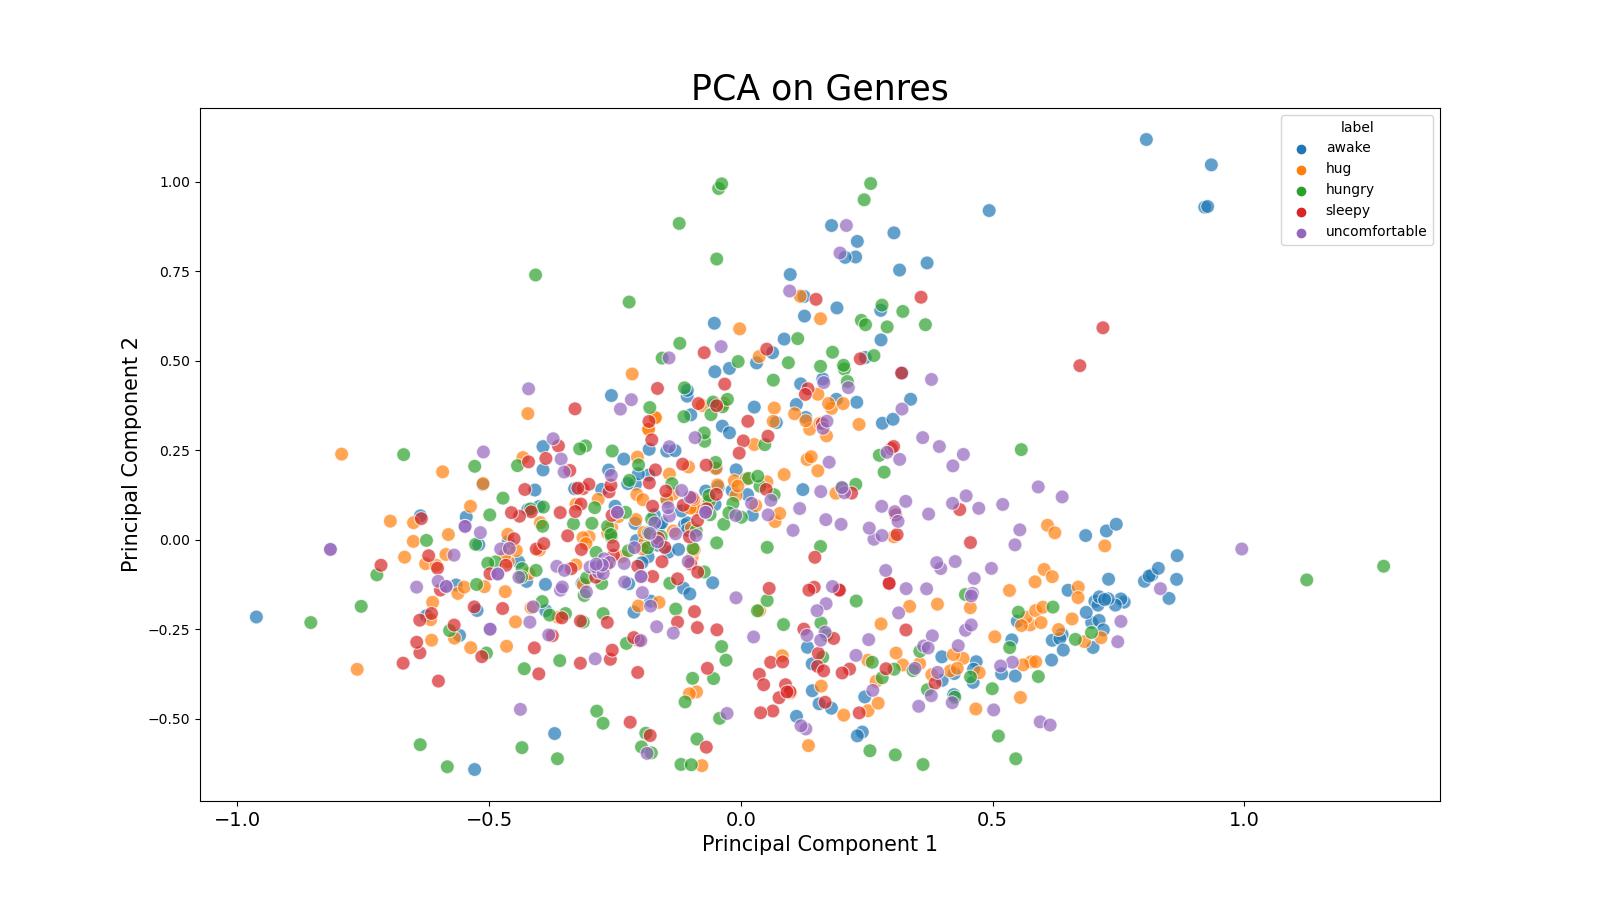 PCA on Genres
label
awake
hug
hungry
sleepy
uncomfortable
1.00
0.75
0.50
0.25
0.00
−0.25
−0.50
Principal Component 2
−1.0 −0.5 0.0 0.5 1.0
Principal Component 1